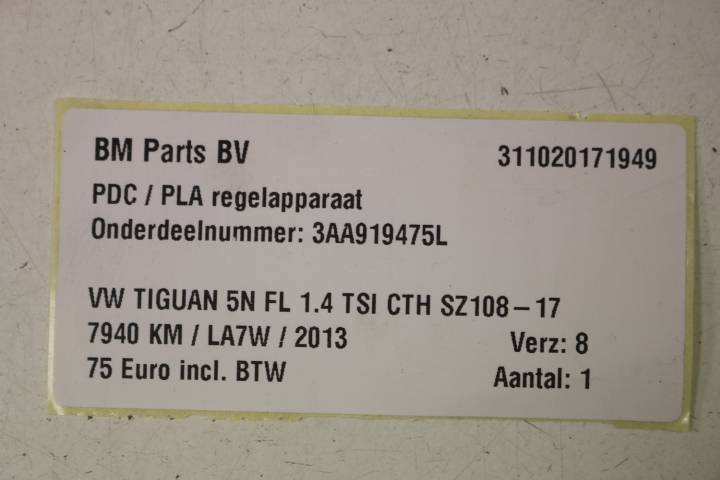 BM Parts BV 311020171949
PDC / PLA regelapparaat
Onderdeelnummer: 3AA919475L
VW TIGUAN 5N FL 1.4 TSI CTH SZ108-17
7940 KM / LA7W / 2013 Verz: 8
75 Euro incl. BTW Aantal: 1